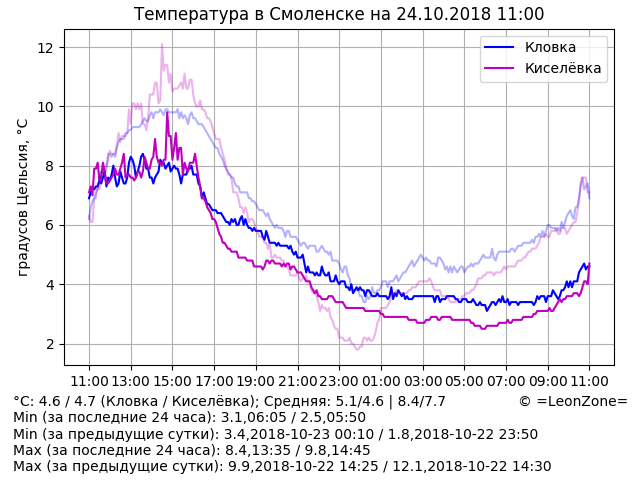 Температура в Смоленске на 24.10.2018 11:00
Кловка
Киселёвка
градусов Цельсия, °C
12
10
8
6
4
2
11:00 13:00 15:00 17:00 19:00 21:00 23:00 01:00 03:00 05:00 07:00 09:00 11:00
°C: 4.6 / 4.7 (Кловка / Киселёвка); Средняя: 5.1/4.6 | 8.4/7.7 © =LeonZone=
Min (за последние 24 часа): 3.1,06:05 / 2.5,05:50
Min (за предыдущие сутки): 3.4,2018-10-23 00:10 / 1.8,2018-10-22 23:50
Max (за последние 24 часа): 8.4,13:35 / 9.8,14:45
Max (за предыдущие сутки): 9.9,2018-10-22 14:25 / 12.1,2018-10-22 14:30